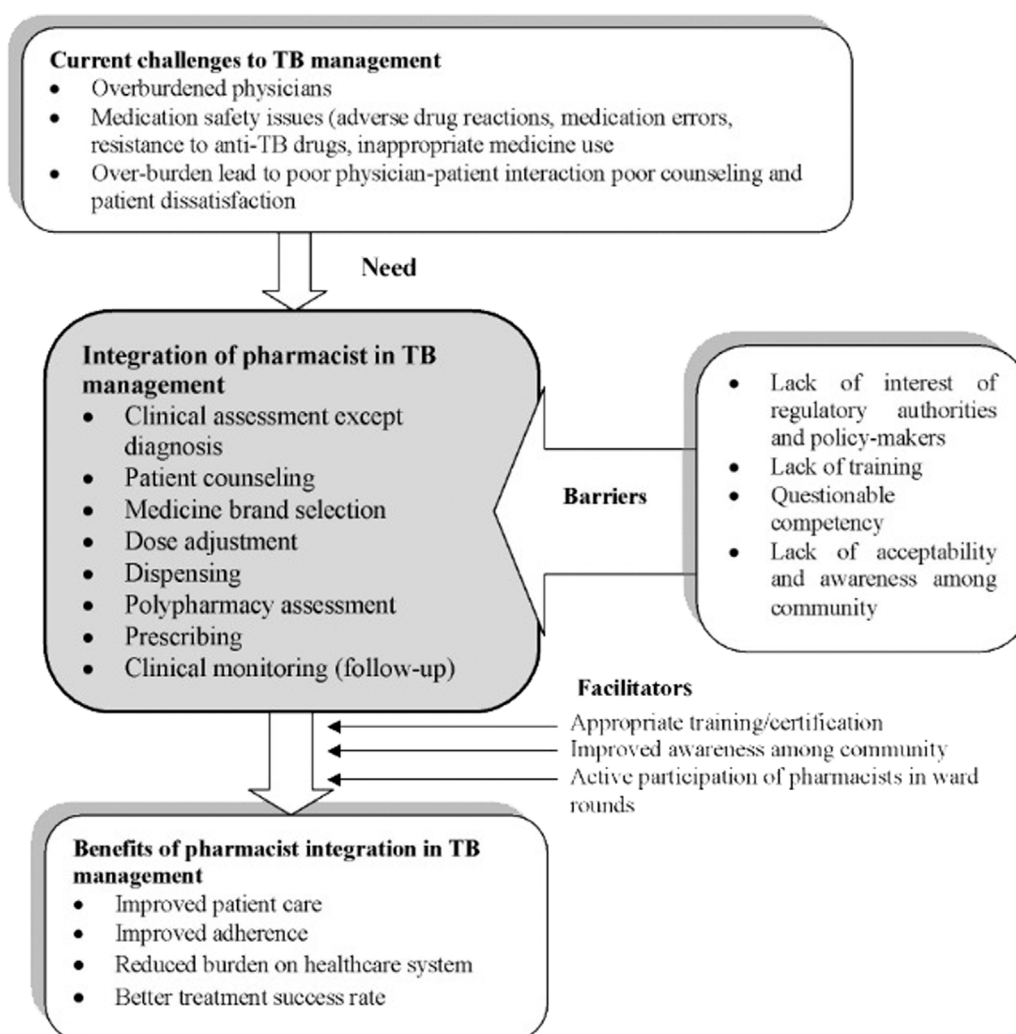 Current challenges to TB management
• Overburdened physicians
• Medication safety issues (adverse drug reactions, medication errors,
resistance to anti-TB drugs, inappropriate medicine use
• Over-burden lead to poor physician-patient interaction poor counseling and
patient dissatisfaction
Need
Integration of pharmacist in TB
management
• Clinical assessment except
diagnosis
• Patient counseling
• Medicine brand selection
• Dose adjustment
• Dispensing
• Polypharmacy assessment
• Prescribing
• Clinical monitoring (follow-up)
Barriers
• Lack of interest of
regulatory authorities
and policy-makers
• Lack of training
• Questionable
competency
• Lack of acceptability
and awareness among
community
Facilitators
Appropriate training/certification
Improved awareness among community
Active participation of pharmacists in ward
rounds
Benefits of pharmacist integration in TB
management
• Improved patient care
• Improved adherence
• Reduced burden on healthcare system
• Better treatment success rate